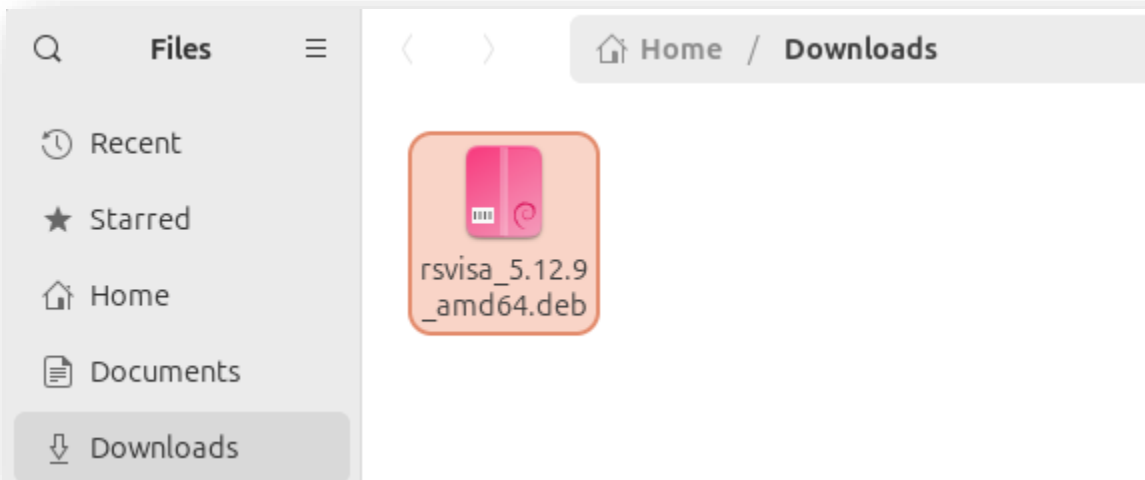 Files
Home / Downloads
Recent
Starred
Home
Documents
Downloads
rsvisa_5.12.9
_amd64.deb